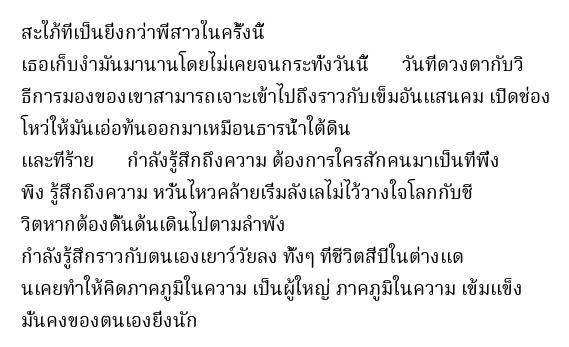 สะใภ้ที่เป็นยิ่งกว่าพี่สาวในครั้งนี้
เธอเก็บงำมันมานานโดยไม่เคยจนกระทั่งวันนี้ วันที่ดวงตากับวิ
ธีการมองของเขาสามารถเจาะเข้าไปถึงราวกับเข็มอันแสนคม เปิดช่อง
โหว่ให้มันเอ่อท้นออกมาเหมือนธารน้ำใต้ดิน
และที่ร้าย กำลังรู้สึกถึงความ ต้องการใครสักคนมาเป็นที่พึ่ง
พิง รู้สึกถึงความ หวั่นไหวคล้ายเริ่มลังเลไม่ไว้วางใจโลกกับชี
วิตหากต้องดั้นด้นเดินไปตามลำพัง
กำลังรู้สึกราวกับตนเองเยาว์วัยลง ทั้งๆ ที่ชีวิตสี่ปีในต่างแด
นเคยทำให้คิดภาคภูมิในความ เป็นผู้ใหญ่ ภาคภูมิในความ เข้มแข็ง
มั่นคงของตนเองยิ่งนัก